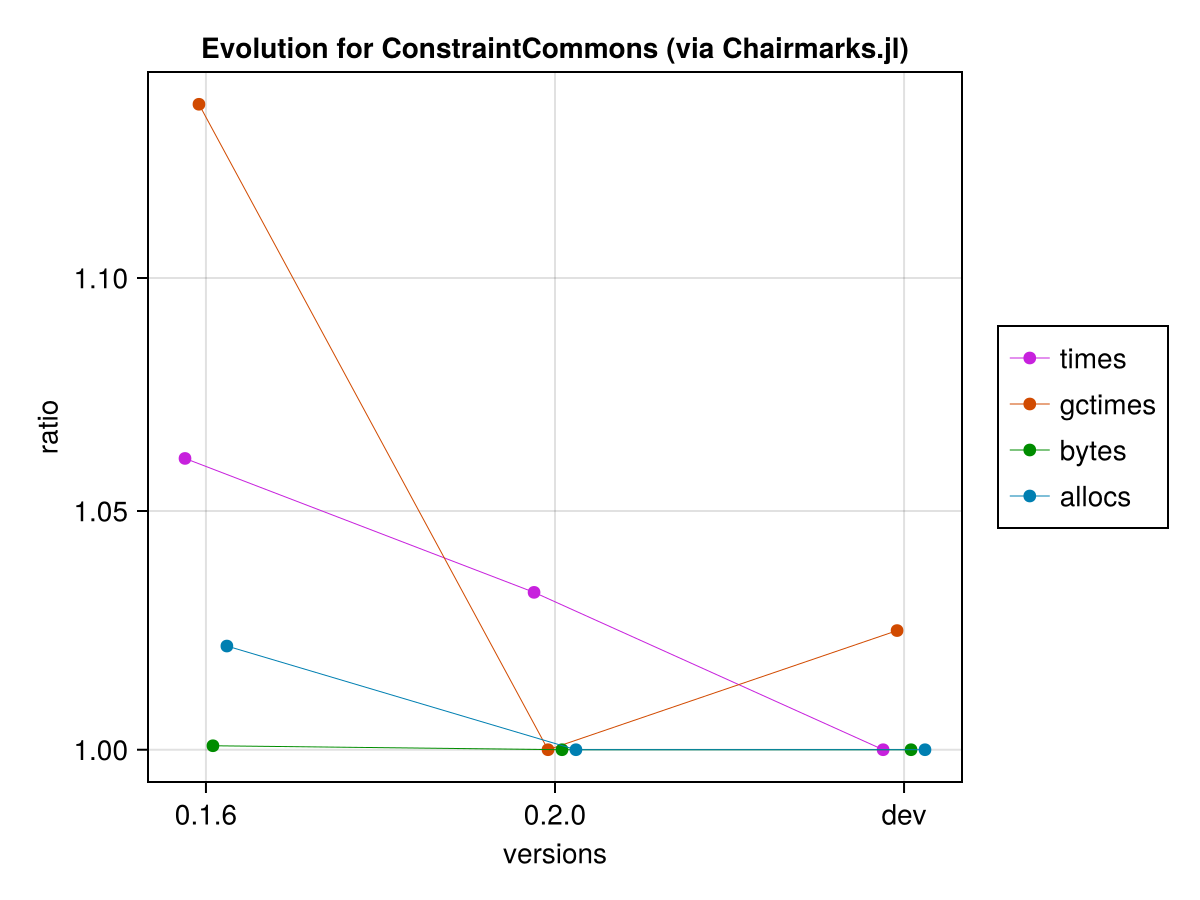 Evolution for ConstraintCommons (via Chairmarks.jl)
1.10
1.05
1.00
ratio
0.1.6
0.2.0
dev
versions
times
gctimes
bytes
allocs